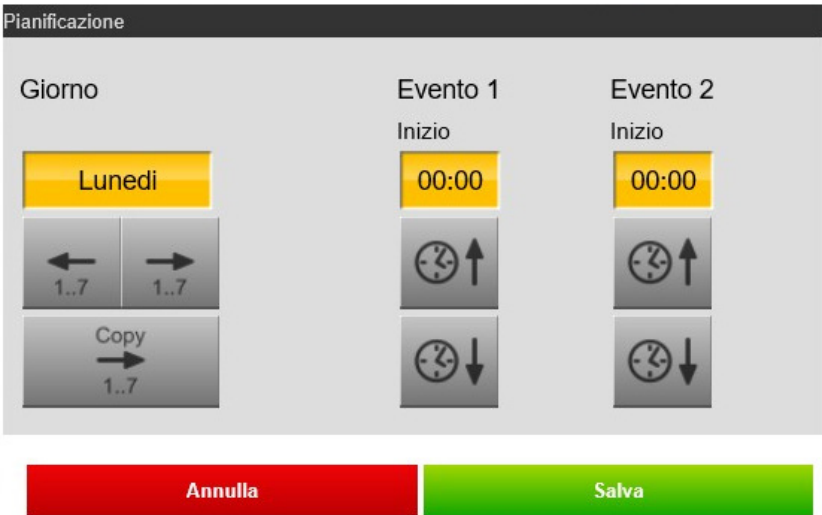 Pianificazione
Giorno Evento 1 Evento 2
Inizio Inizio
Lunedi 00:00 00:00
1..7 1..7
Copy
1..7
Annulla Salva